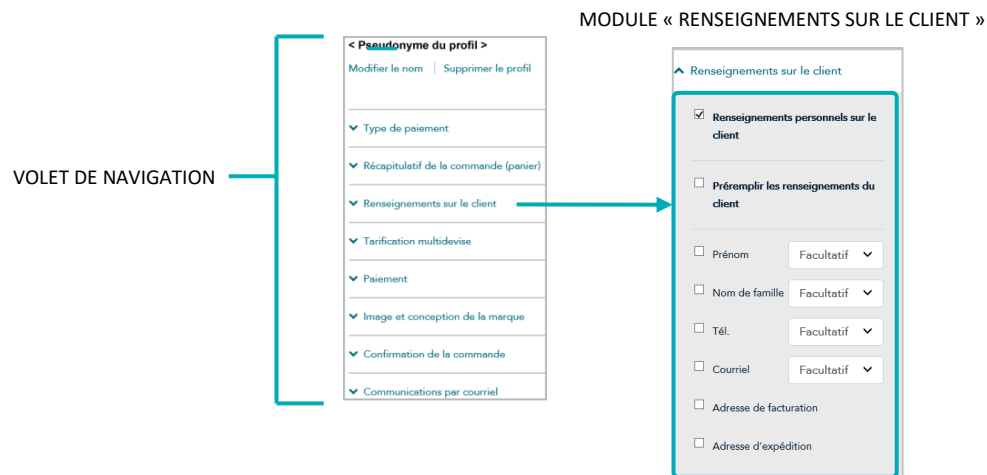 MODULE « RENSEIGNEMENTS SUR LE CLIENT »
VOLET DE NAVIGATION
< Pseudonyme du profil >
Modifier le nom | Supprimer le profil
Type de paiement
Récapitulatif de la commande (panier)
Renseignements sur le client
Tarification multidevise
Paiement
Image et conception de la marque
Confirmation de la commande
Communications par courriel
Renseignements sur le client
Renseignements personnels sur le
client
Préremplir les renseignements du
client
Prénom Facultatif
Nom de famille Facultatif
Tél. Facultatif
Courriel Facultatif
Adresse de facturation
Adresse d'expédition